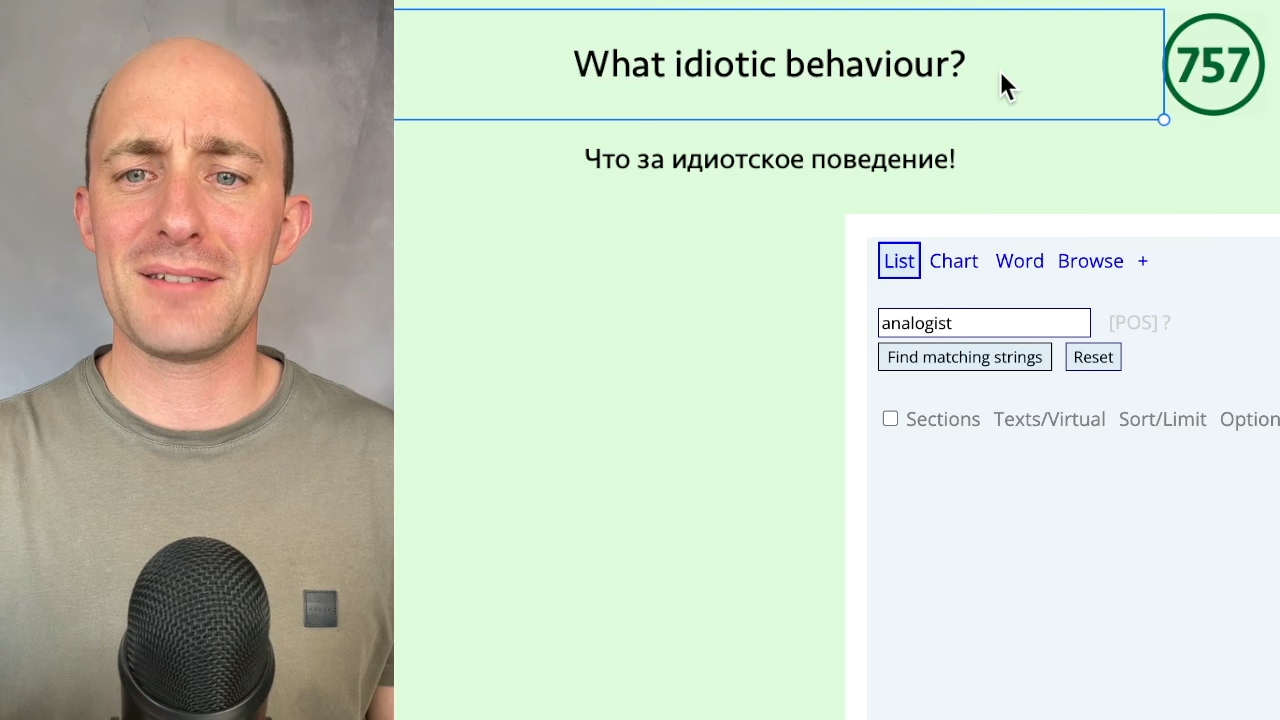 What idiotic behaviour?
757
Что за идиотское поведение!
List Chart Word Browse +
analogist [POS] ?
Find matching strings Reset
Sections Texts/Virtual Sort/Limit Option